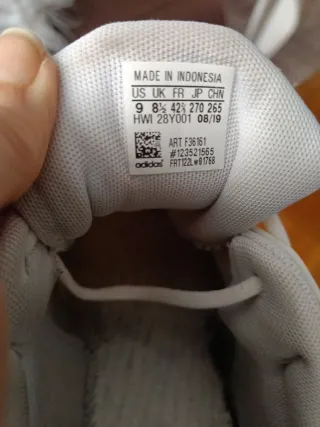 MADE IN INDONESIA
US UK FR JP CHN
9 8½ 42⅔ 270 265
HWI 28Y001 08/19
ART F36161
#123521565
adidas FRT122Lw81768